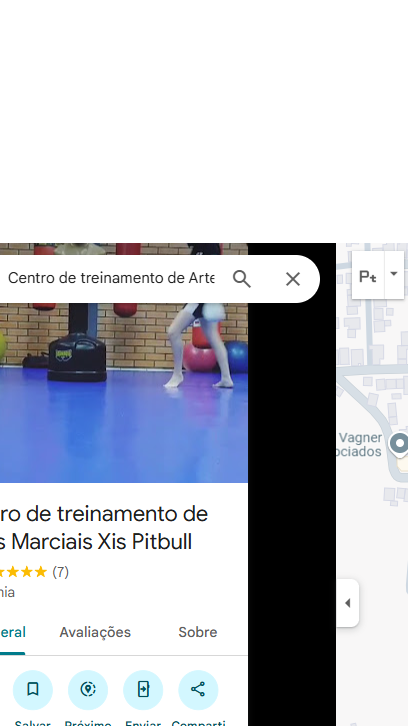 Centro de treinamento de Arte
Pt
Vagner
ociados
ro de treinamento de
s Marciais Xis Pitbull
(7)
nia
eral Avaliações Sobre
Salvar Próximo Enviar Comparti